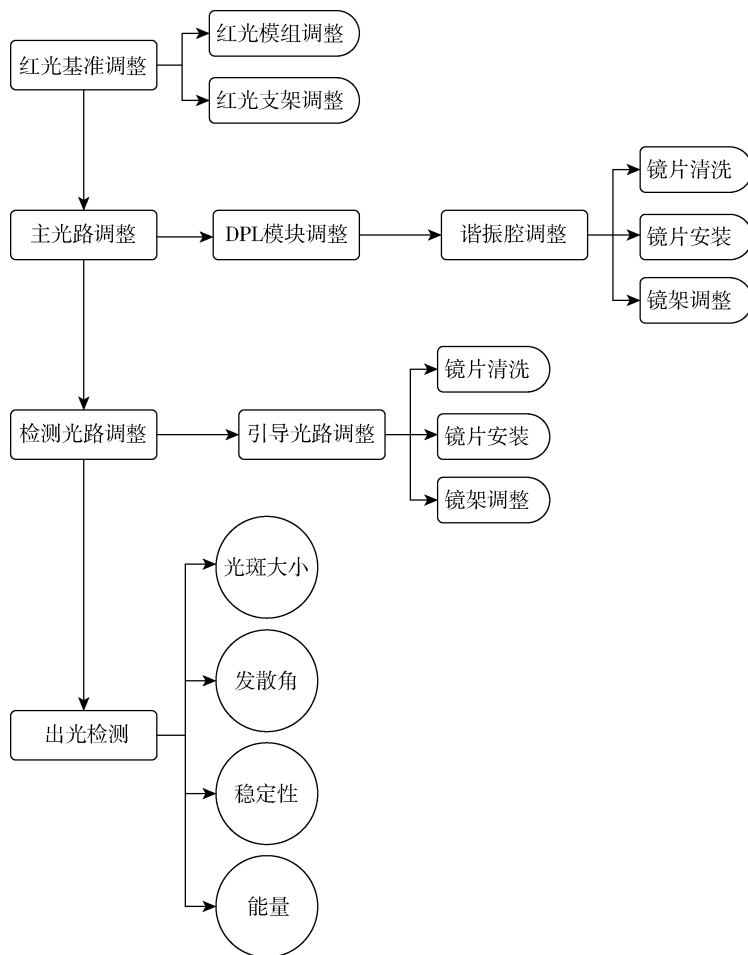 红光基准调整
红光模组调整
红光支架调整
主光路调整
DPL模块调整
谐振腔调整
镜片清洗
镜片安装
镜架调整
检测光路调整
引导光路调整
镜片清洗
镜片安装
镜架调整
出光检测
光斑大小
发散角
稳定性
能量